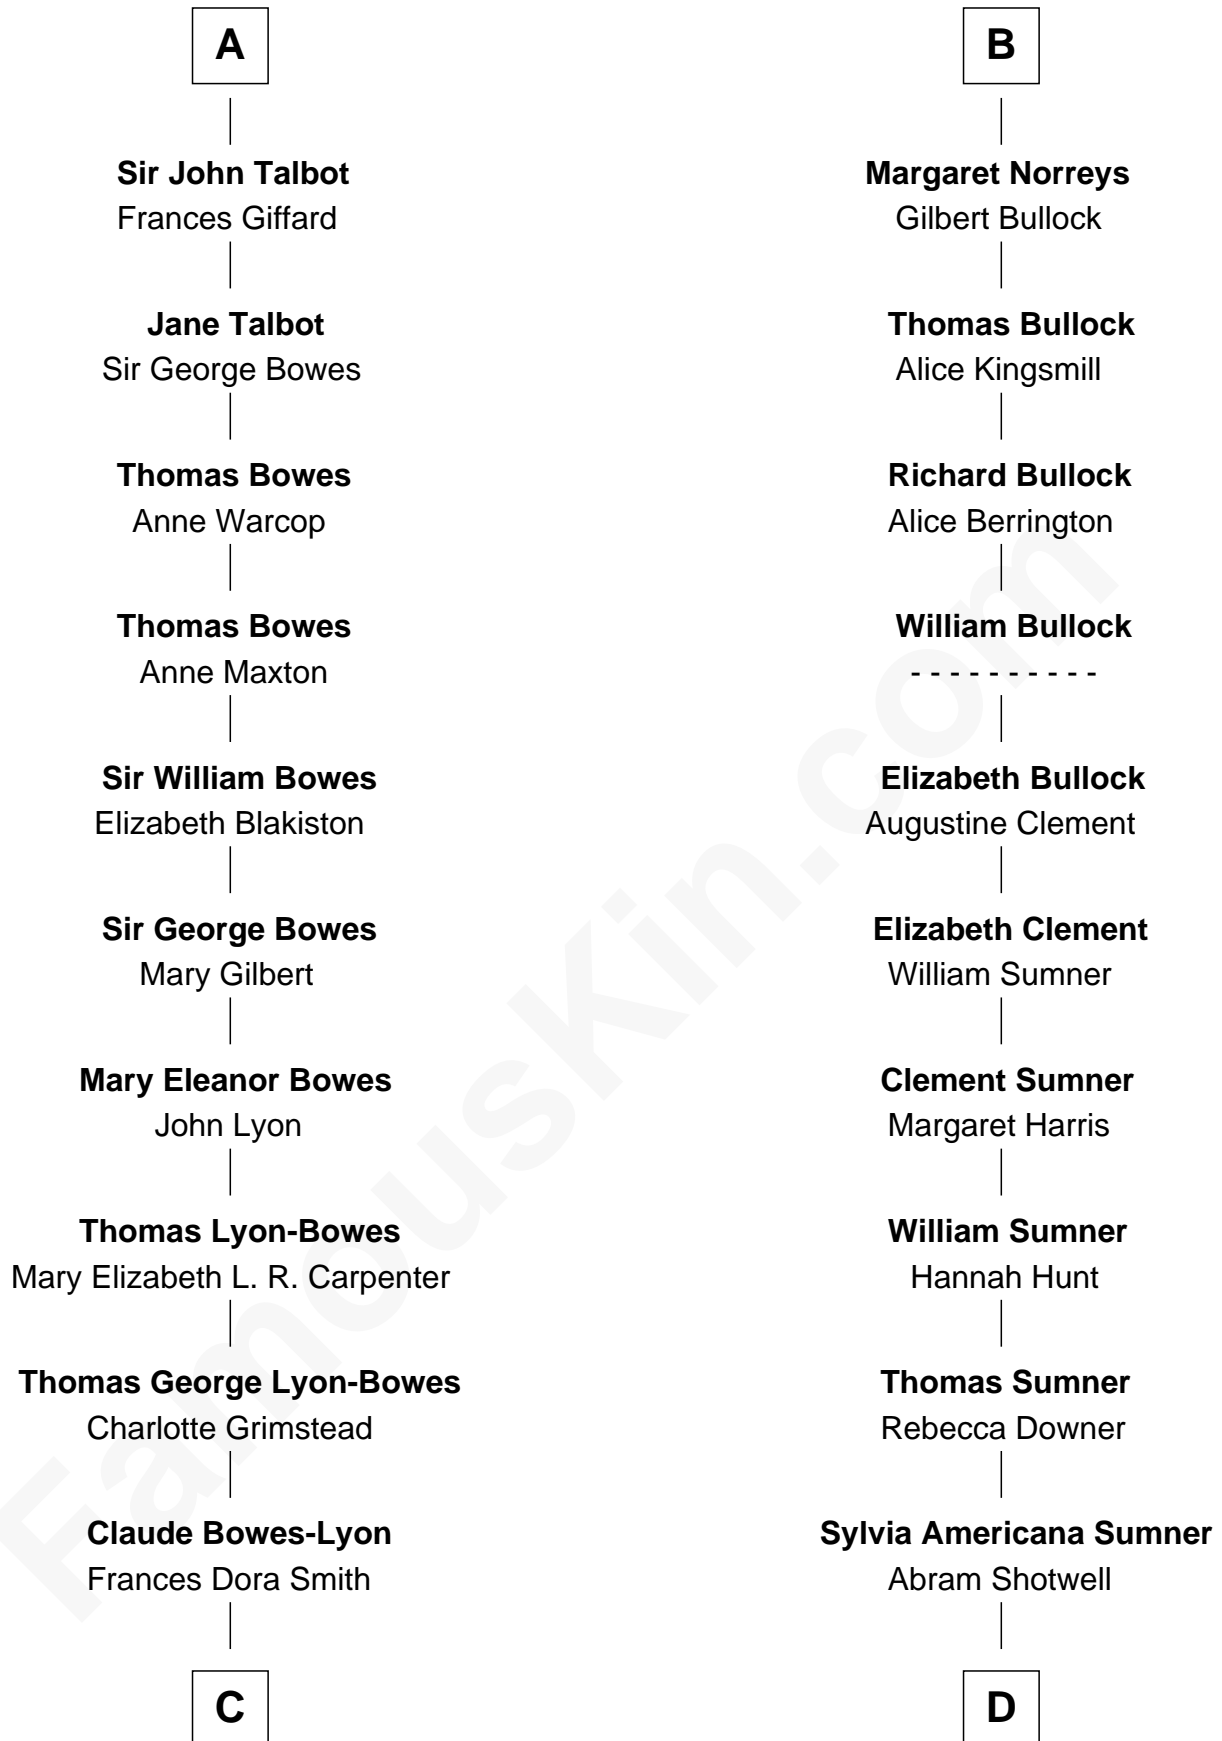 A
Sir John Talbot
Frances Giffard
Jane Talbot
Sir George Bowes
Thomas Bowes
Anne Warcop
Thomas Bowes
Anne Maxton
Sir William Bowes
Elizabeth Blakiston
Sir George Bowes
Mary Gilbert
Mary Eleanor Bowes
John Lyon
Thomas Lyon-Bowes
Mary Elizabeth L. R. Carpenter
Thomas George Lyon-Bowes
Charlotte Grimstead
Claude Bowes-Lyon
Frances Dora Smith
C
B
Margaret Norreys
Gilbert Bullock
Thomas Bullock
Alice Kingsmill
Richard Bullock
Alice Berrington
William Bullock
- - - - - - - - - -
Elizabeth Bullock
Augustine Clement
Elizabeth Clement
William Sumner
Clement Sumner
Margaret Harris
William Sumner
Hannah Hunt
Thomas Sumner
Rebecca Downer
Sylvia Americana Sumner
Abram Shotwell
D
FamousKin.com